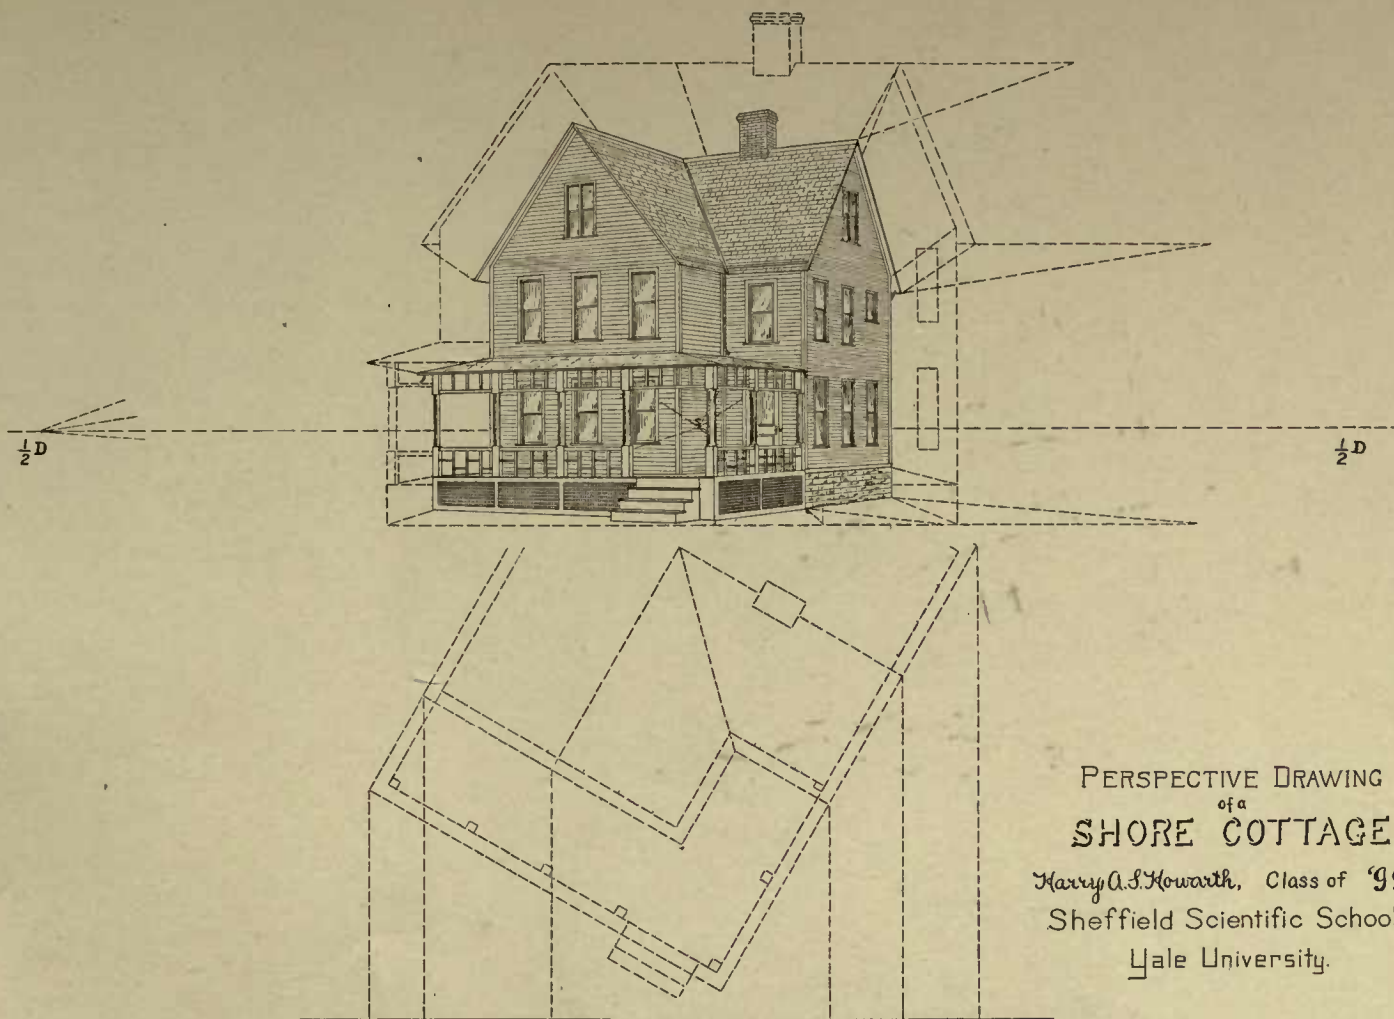 ½D
S
½D
PERSPECTIVE DRAWING
of a
SHORE COTTAGE
Harry A.S. Howarth, Class of
Sheffield Scientific School
Yale University.